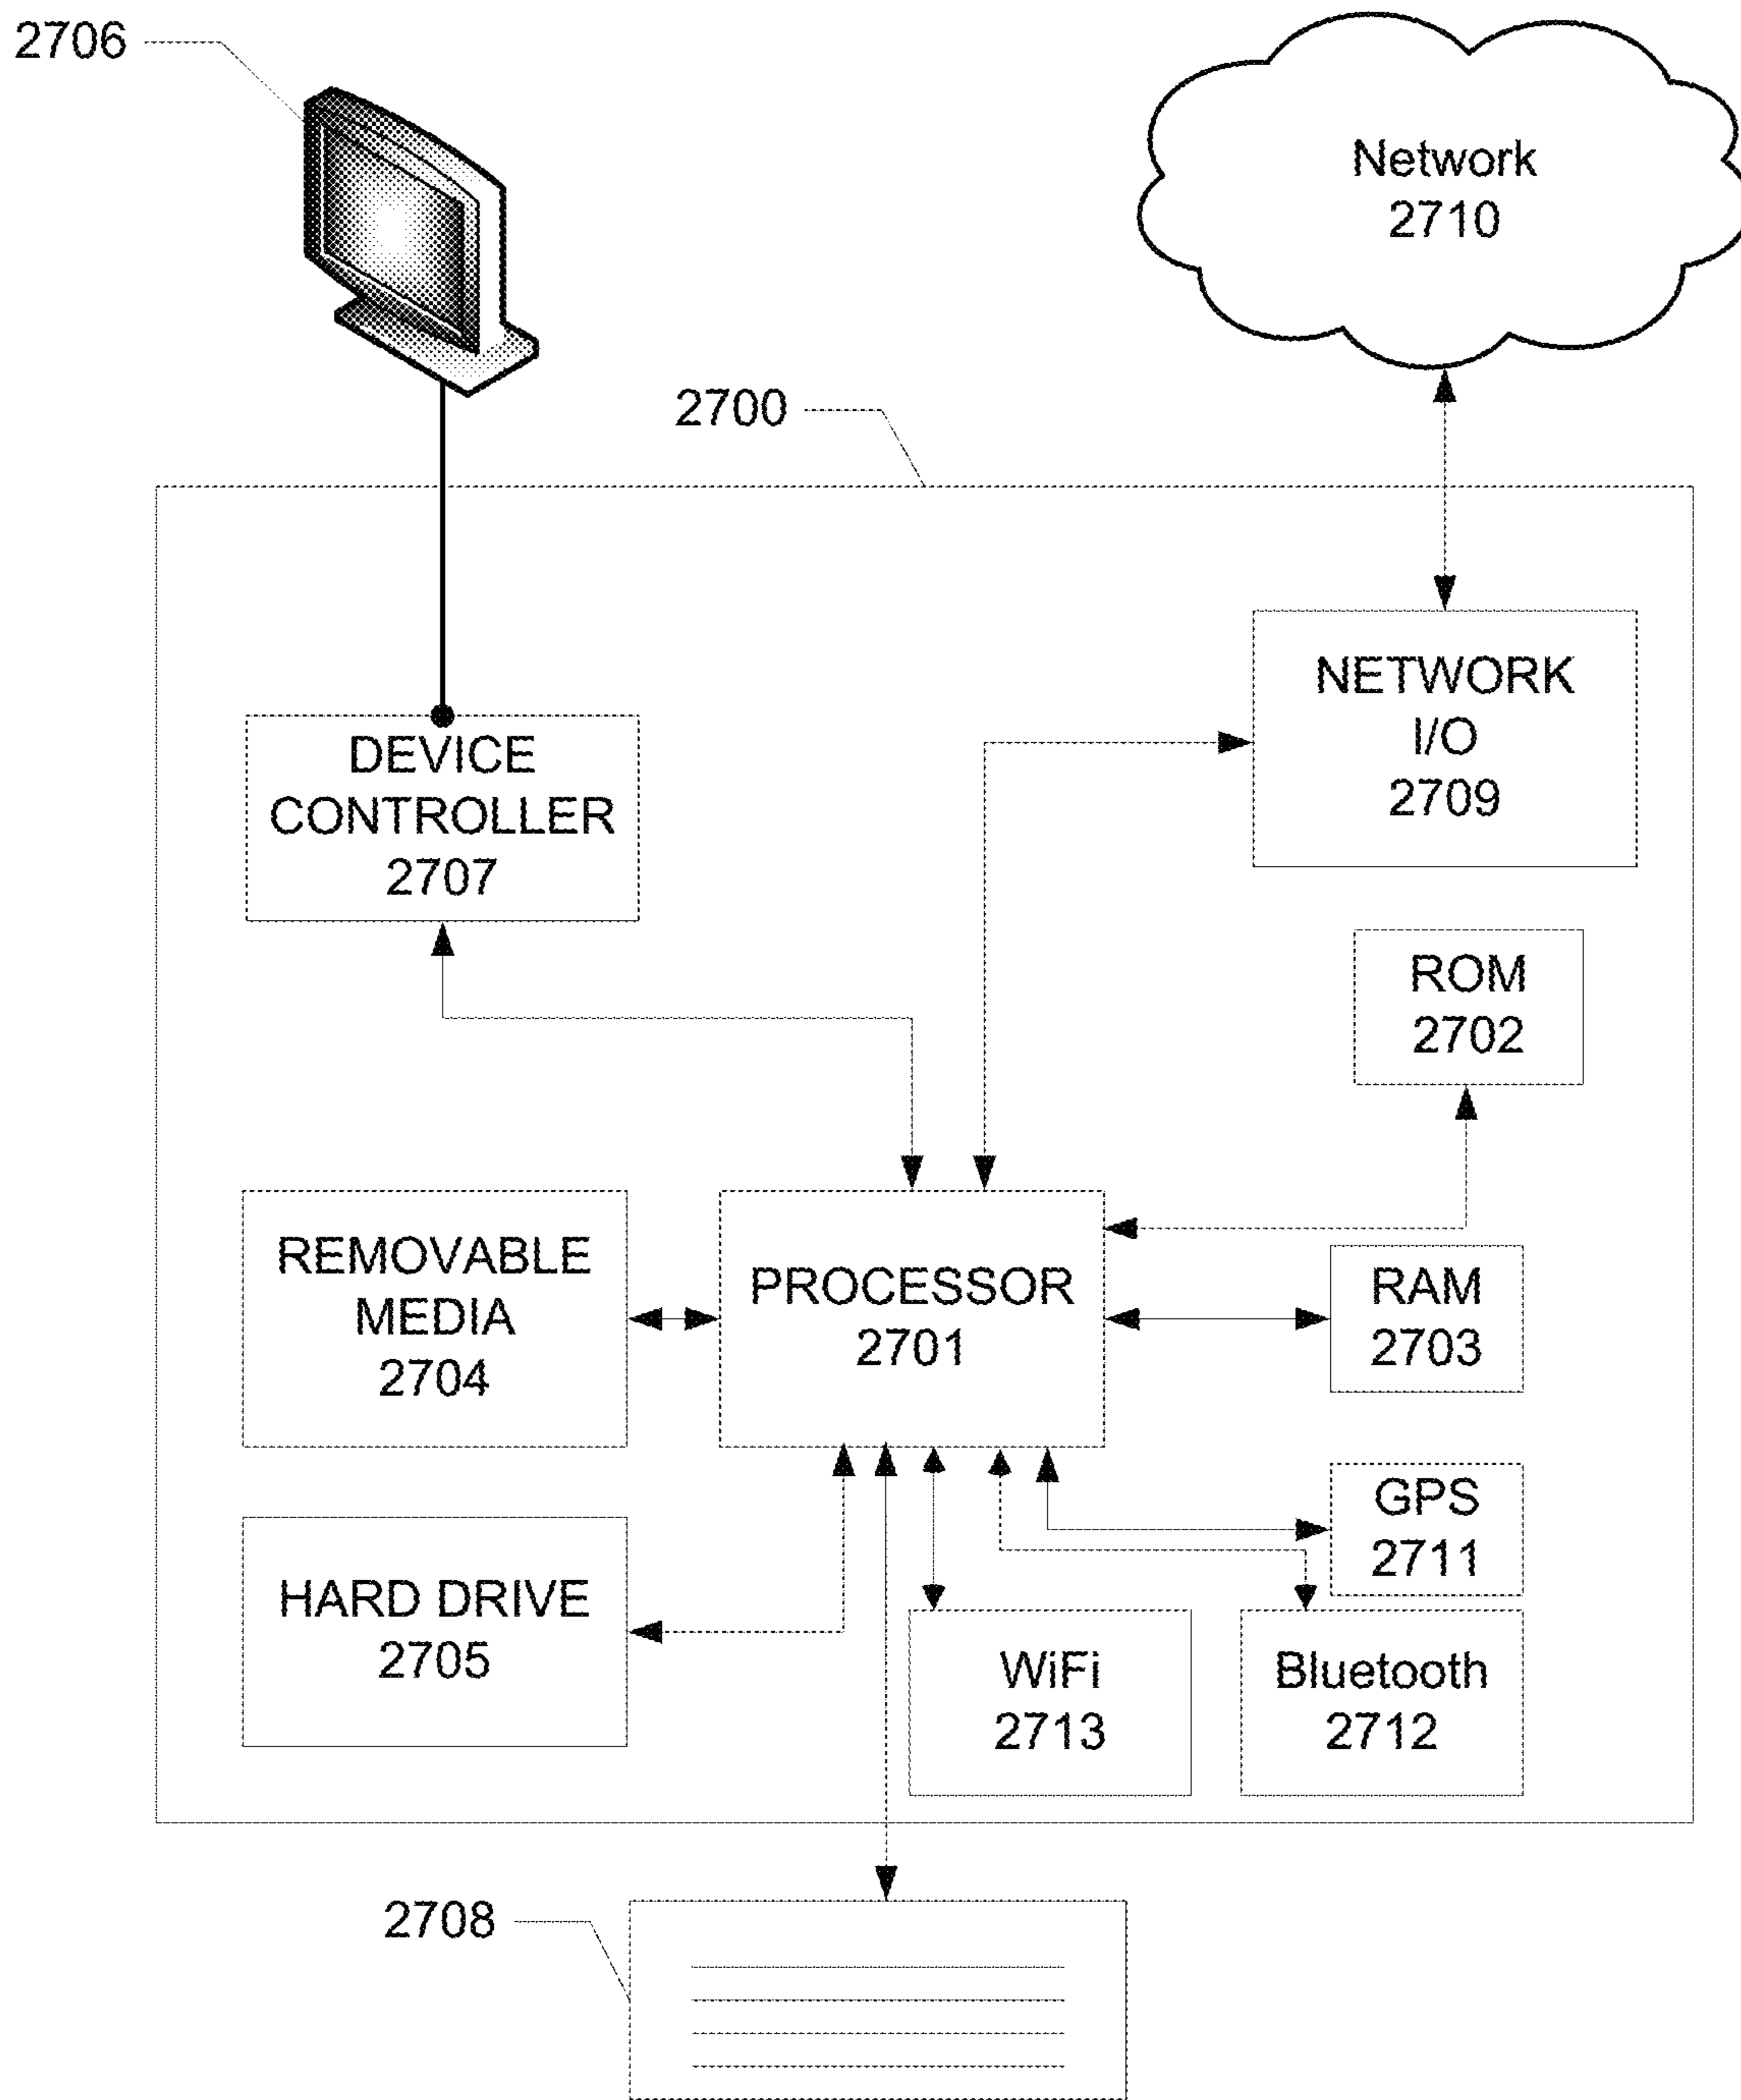 2706
Network
2710
2700
NETWORK
I/O
2709
DEVICE
CONTROLLER
2707
ROM
2702
REMOVABLE
MEDIA
2704
PROCESSOR
2701
RAM
2703
GPS
2711
HARD DRIVE
2705
WiFi
2713
Bluetooth
2712
2708